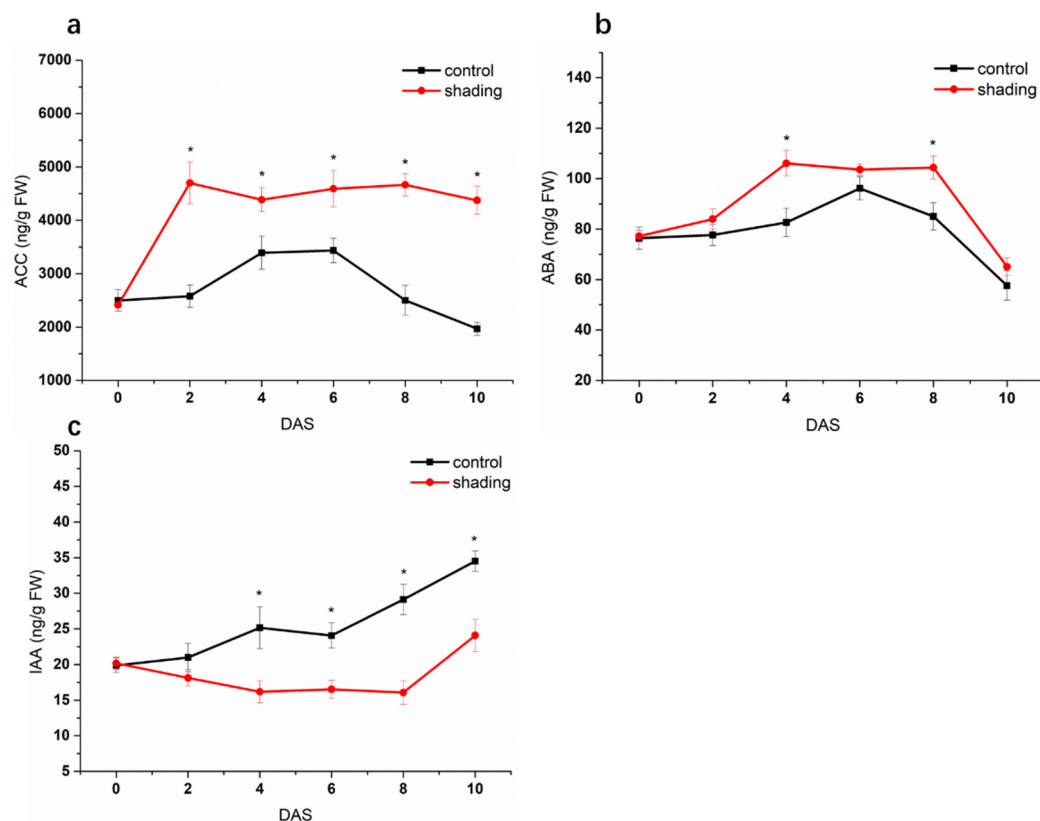 a
7000
6000
5000
4000
3000
2000
1000
ACC (ng/g FW)
control
shading
*
*
*
*
*
0 2 4 6 8 10
DAS
b
140
120
100
80
60
40
20
ABA (ng/g FW)
control
shading
*
*
0 2 4 6 8 10
DAS
c
50
45
40
35
30
25
20
15
10
5
IAA (ng/g FW)
control
shading
*
*
*
*
0 2 4 6 8 10
DAS